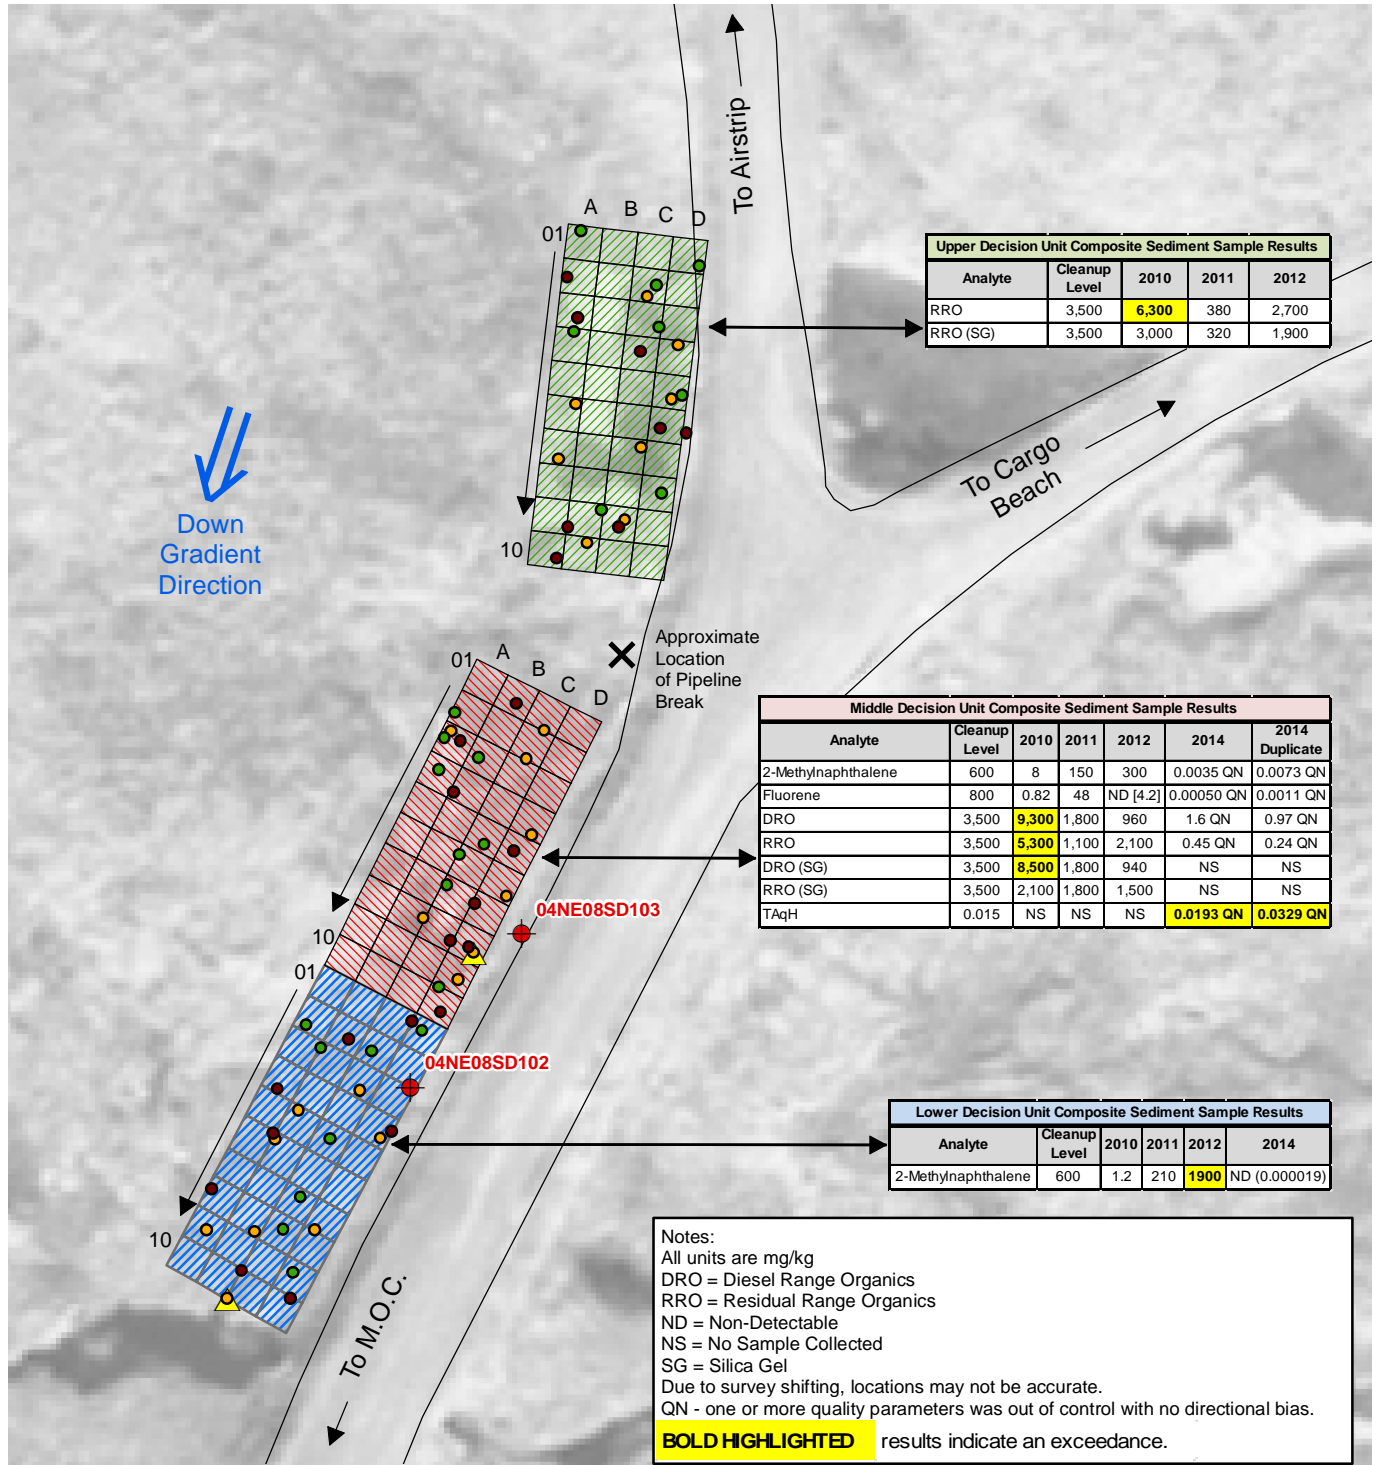 To Airstrip
A B C D
01
10
Upper Decision Unit Composite Sediment Sample Results
Analyte Cleanup Level 2010 2011 2012
RRO 3,500 6,300 380 2,700
RRO (SG) 3,500 3,000 320 1,900
To Cargo
Beach
Down
Gradient
Direction
Approximate
Location
of Pipeline
Break
01
A B C D
10
Middle Decision Unit Composite Sediment Sample Results
Analyte Cleanup Level 2010 2011 2012 2014 2014 Duplicate
2-Methylnaphthalene 600 8 150 300 0.0035 QN 0.0073 QN
Fluorene 800 0.82 48 ND [4.2] 0.00050 QN 0.0011 QN
DRO 3,500 9,300 1,800 960 1.6 QN 0.97 QN
RRO 3,500 5,300 1,100 2,100 0.45 QN 0.24 QN
DRO (SG) 3,500 8,500 1,800 940 NS NS
RRO (SG) 3,500 2,100 1,800 1,500 NS NS
TAqH 0.015 NS NS NS 0.0193 QN 0.0329 QN
04NE08SD103
01
04NE08SD102
10
Lower Decision Unit Composite Sediment Sample Results
Analyte Cleanup Level 2010 2011 2012 2014
2-Methylnaphthalene 600 1.2 210 1900 ND (0.000019)
To M.O.C.
Notes:
All units are mg/kg
DRO = Diesel Range Organics
RRO = Residual Range Organics
ND = Non-Detectable
NS = No Sample Collected
SG = Silica Gel
Due to survey shifting, locations may not be accurate.
QN - one or more quality parameters was out of control with no directional bias.
BOLD HIGHLIGHTED results indicate an exceedance.